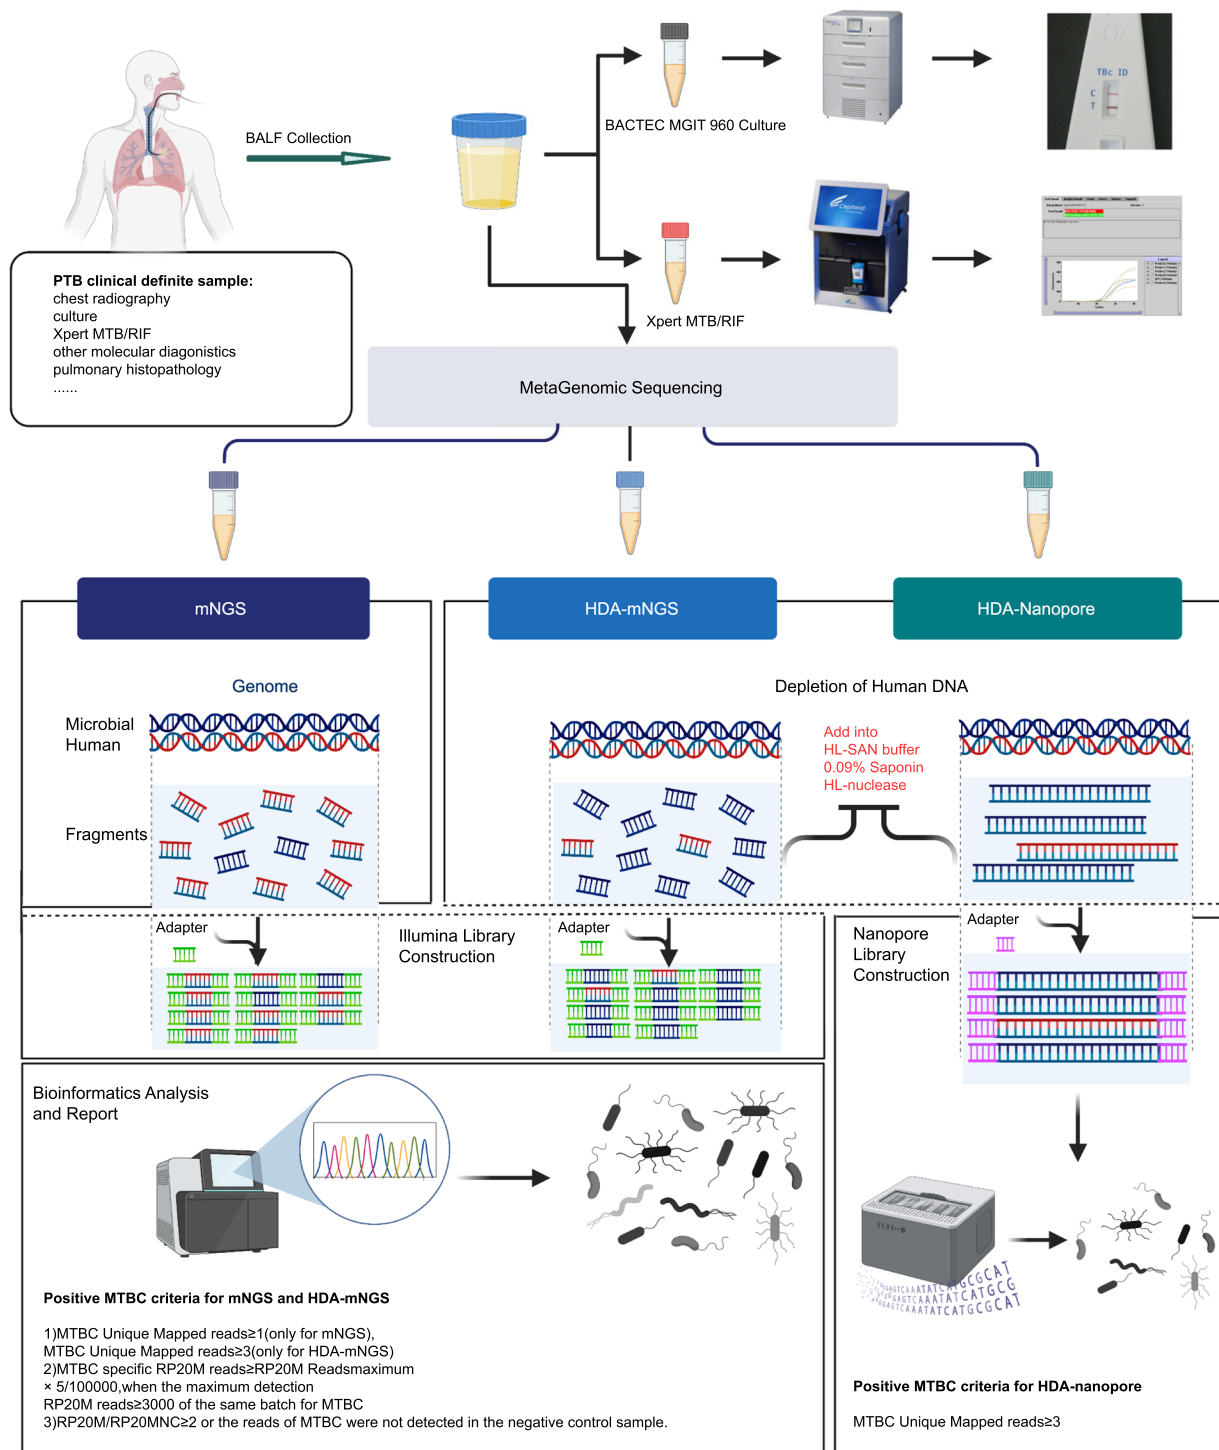 BALF Collection
BACTEC MGIT 960 Culture
TBc ID
C
T
Cepheid
Xpert MTB/RIF
PTB clinical definite sample:
chest radiography
culture
Xpert MTB/RIF
other molecular diagonistics
pulmonary histopathology
......
MetaGenomic Sequencing
mNGS
HDA-mNGS
HDA-Nanopore
Genome
Depletion of Human DNA
Microbial
Human
Add into
HL-SAN buffer
0.09% Saponin
HL-nuclease
Fragments
Adapter
Illumina Library
Construction
Adapter
Nanopore
Library
Construction
Adapter
Bioinformatics Analysis
and Report
Positive MTBC criteria for mNGS and HDA-mNGS
1)MTBC Unique Mapped reads≥1(only for mNGS),
MTBC Unique Mapped reads≥3(only for HDA-mNGS)
2)MTBC specific RP20M reads≥RP20M Readsmaximum
× 5/100000,when the maximum detection
RP20M reads≥3000 of the same batch for MTBC
3)RP20M/RP20MNC≥2 or the reads of MTBC were not detected in the negative control sample.
Positive MTBC criteria for HDA-nanopore
MTBC Unique Mapped reads≥3